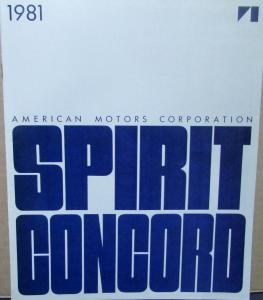 1981
AMERICAN MOTORS CORPORATION
SPIRIT
CONCORD